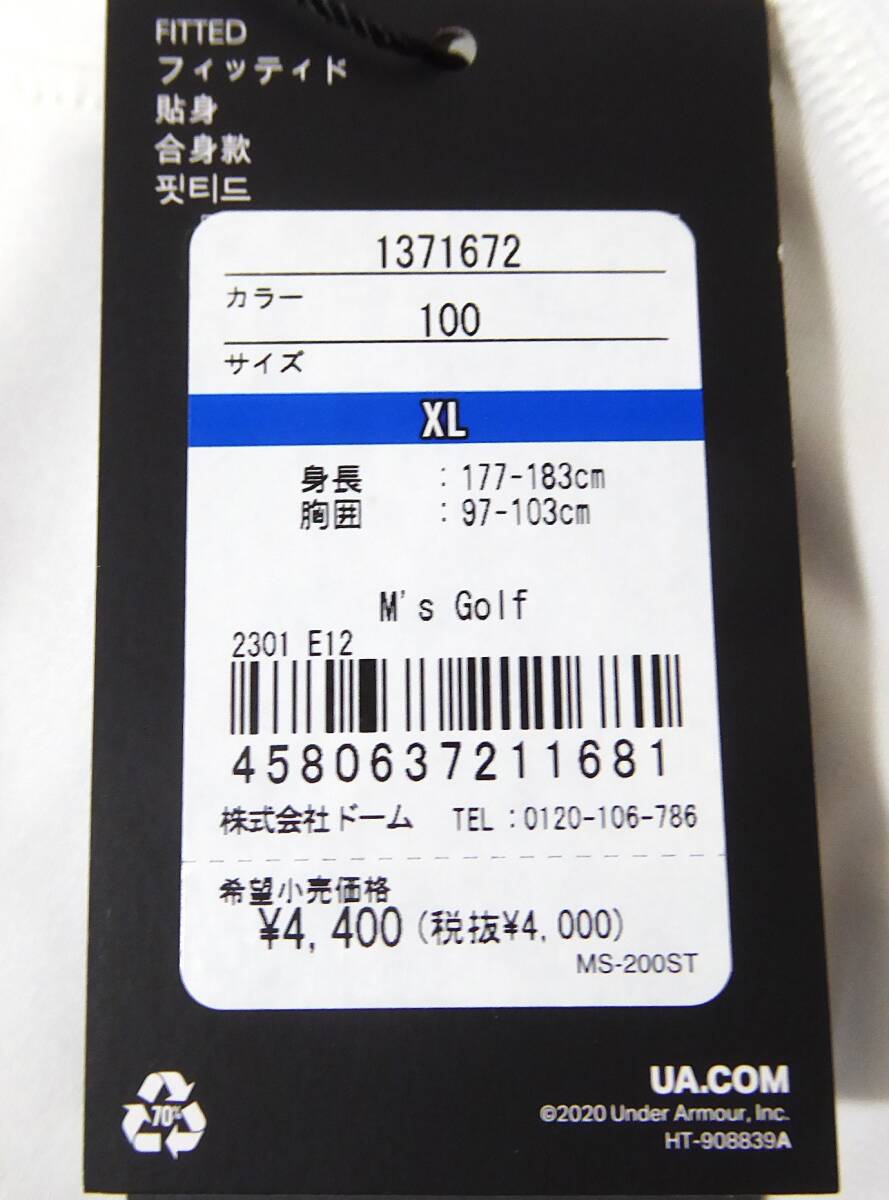 FITTED
フィッティド
貼身
合身款
핏티드
1371672
カラー
100
サイズ
XL
身長 : 177-183cm
胸囲 : 97-103cm
M's Golf
2301 E12
4580637211681
株式会社ドーム TEL:0120-106-786
希望小売価格
¥4,400(税抜¥4,000)
MS-200ST
70%
UA.COM
©2020 Under Armour, Inc.
HT-908839A